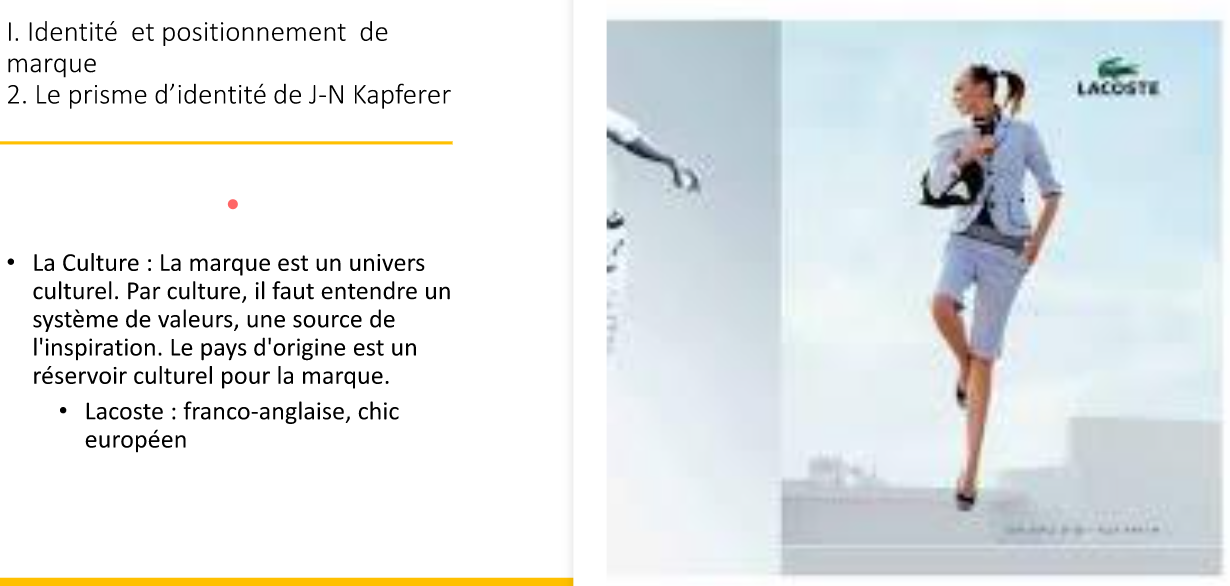 I. Identité et positionnement de
marque
2. Le prisme d’identité de J-N Kapferer
• La Culture : La marque est un univers
culturel. Par culture, il faut entendre un
système de valeurs, une source de
l'inspiration. Le pays d'origine est un
réservoir culturel pour la marque.
• Lacoste : franco-anglaise, chic
européen
LACOSTE